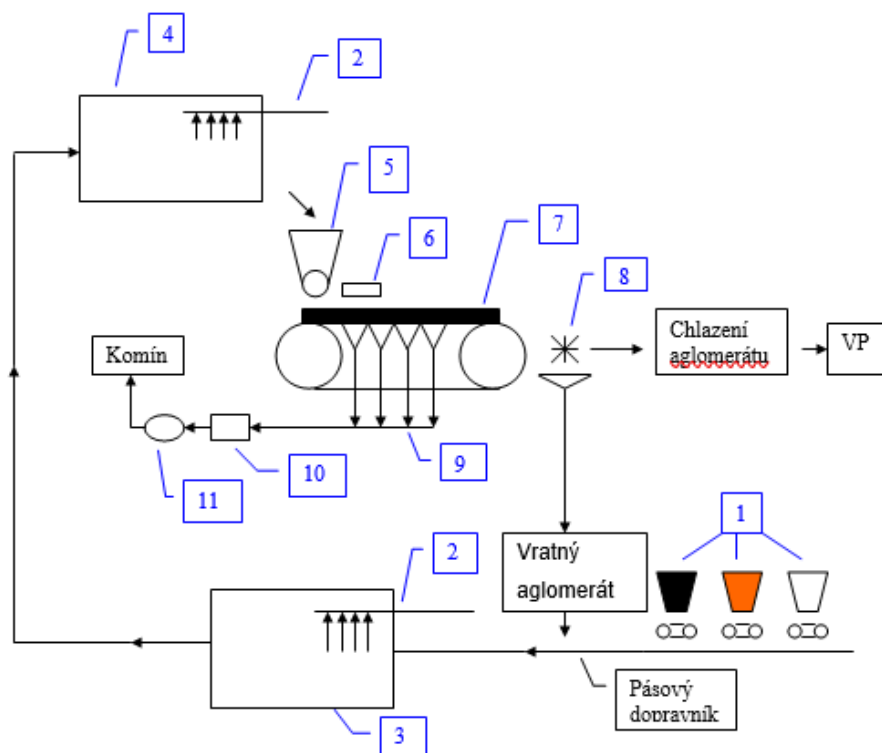 4
2
5
6
7
8
Chlazení
aglomerátu
VP
Komín
9
10
11
1
2
Vratný
aglomerát
Pásový
dopravník
3